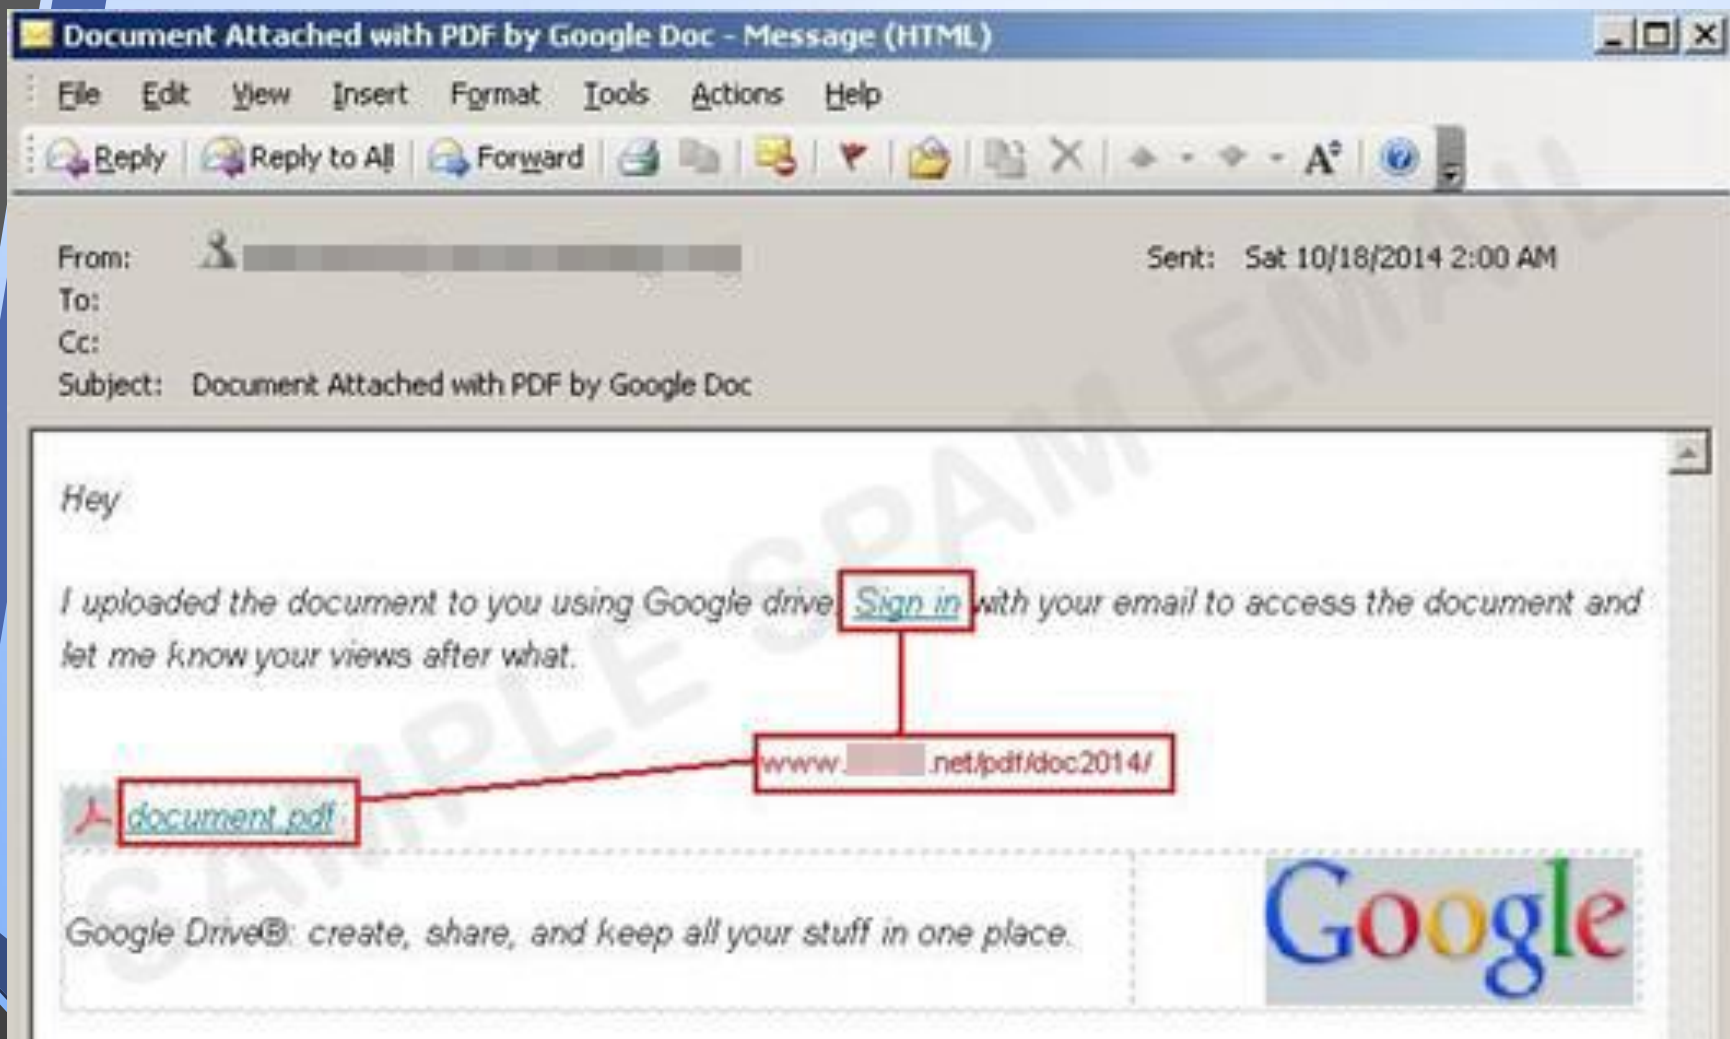 Document Attached with PDF by Google Doc - Message (HTML)
File Edit View Insert Format Tools Actions Help
Reply Reply to All Forward A
From: Sent: Sat 10/18/2014 2:00 AM
To:
Cc:
Subject: Document Attached with PDF by Google Doc
Hey
I uploaded the document to you using Google drive Sign in with your email to access the document and
let me know your views after what.
www. .net/pdf/doc2014/
document.pdf
Google Drive®: create, share, and keep all your stuff in one place.
Google
SAMPLE SPAM EMAIL